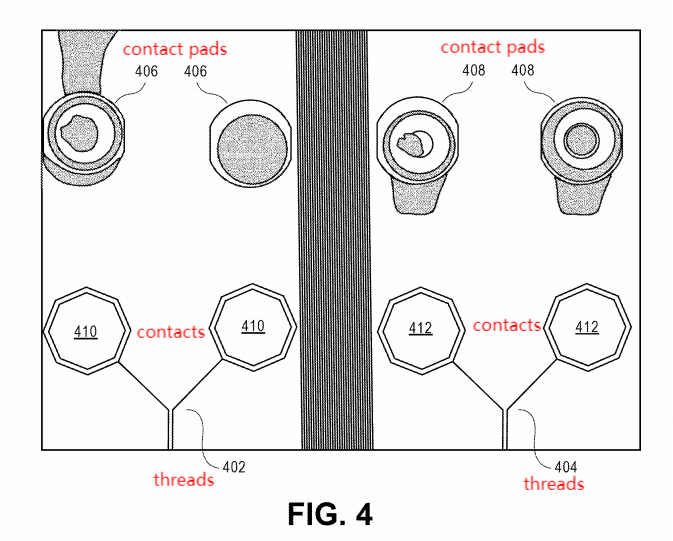 contact pads
contact pads
406 406
408 408
410 contacts 410
412 contacts 412
402
threads
404
threads
FIG. 4